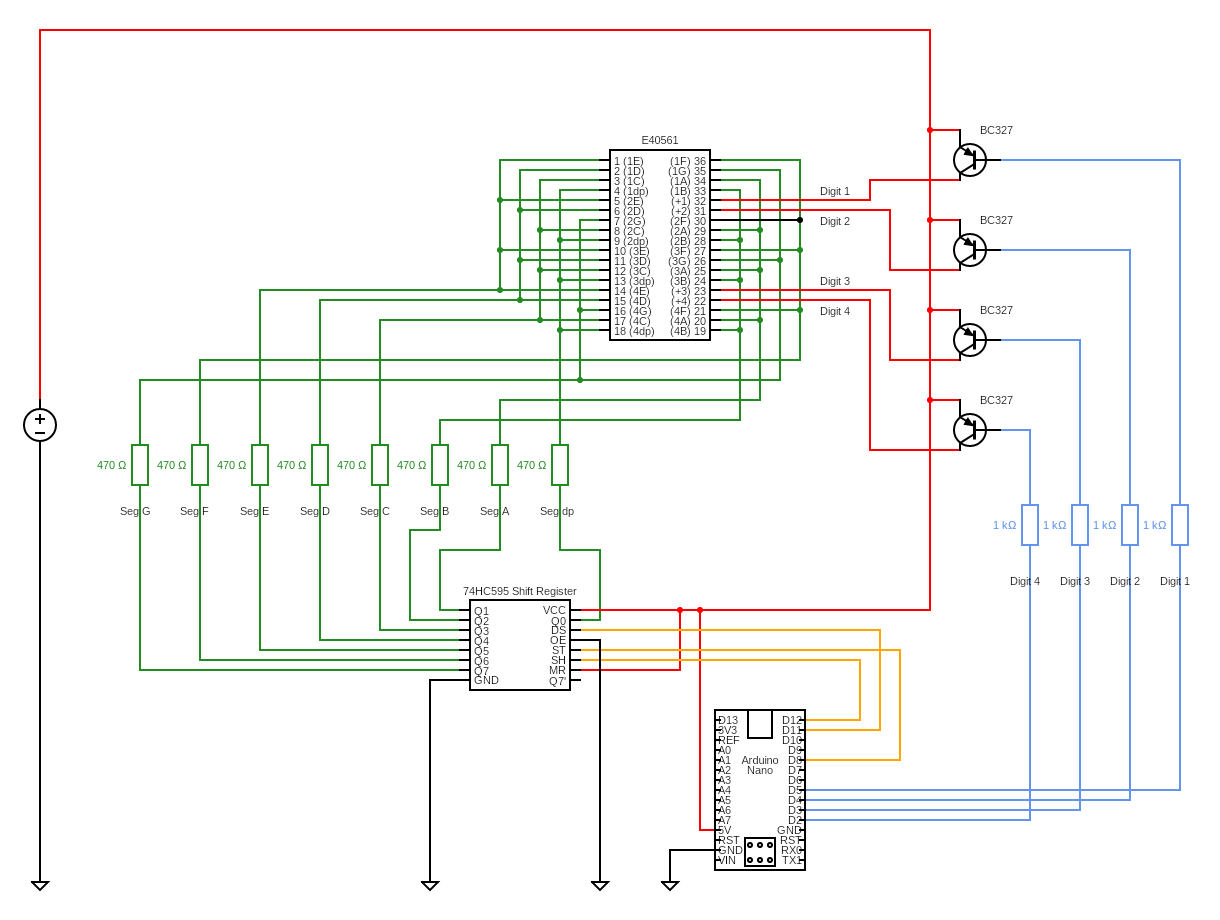 E40561
1 (1E)
2 (1D)
3 (1C)
4 (1dp)
5 (2E)
6 (2D)
7 (2G)
8 (2C)
9 (2dp)
10 (3E)
11 (3D)
12 (3C)
13 (3dp)
14 (4E)
15 (4D)
16 (4G)
17 (4C)
18 (4dp)
(1F) 36
(1G) 35
(1A) 34
(1B) 33
(+1) 32
(+2) 31
(2F) 30
(2A) 29
(2B) 28
(3F) 27
(3G) 26
(3A) 25
(3B) 24
(+3) 23
(+4) 22
(4F) 21
(4A) 20
(4B) 19
Digit 1
Digit 2
Digit 3
Digit 4
BC327
BC327
BC327
BC327
470 Ω 470 Ω 470 Ω 470 Ω 470 Ω 470 Ω 470 Ω 470 Ω
Seg G Seg F Seg E Seg D Seg C Seg B Seg A Seg dp
1 kΩ 1 kΩ 1 kΩ 1 kΩ
Digit 4 Digit 3 Digit 2 Digit 1
74HC595 Shift Register
Q1
Q2
Q3
Q4
Q5
Q6
Q7
GND
VCC
Q0
DS
OE
ST
SH
MR
Q7'
D13
3V3
REF
A0
A1
A2
A3
A4
A5
A6
A7
5V
RST
GND
VIN
Arduino
Nano
D12
D11
D10
D9
D8
D7
D6
D5
D4
D3
D2
GND
RST
RX0
TX1